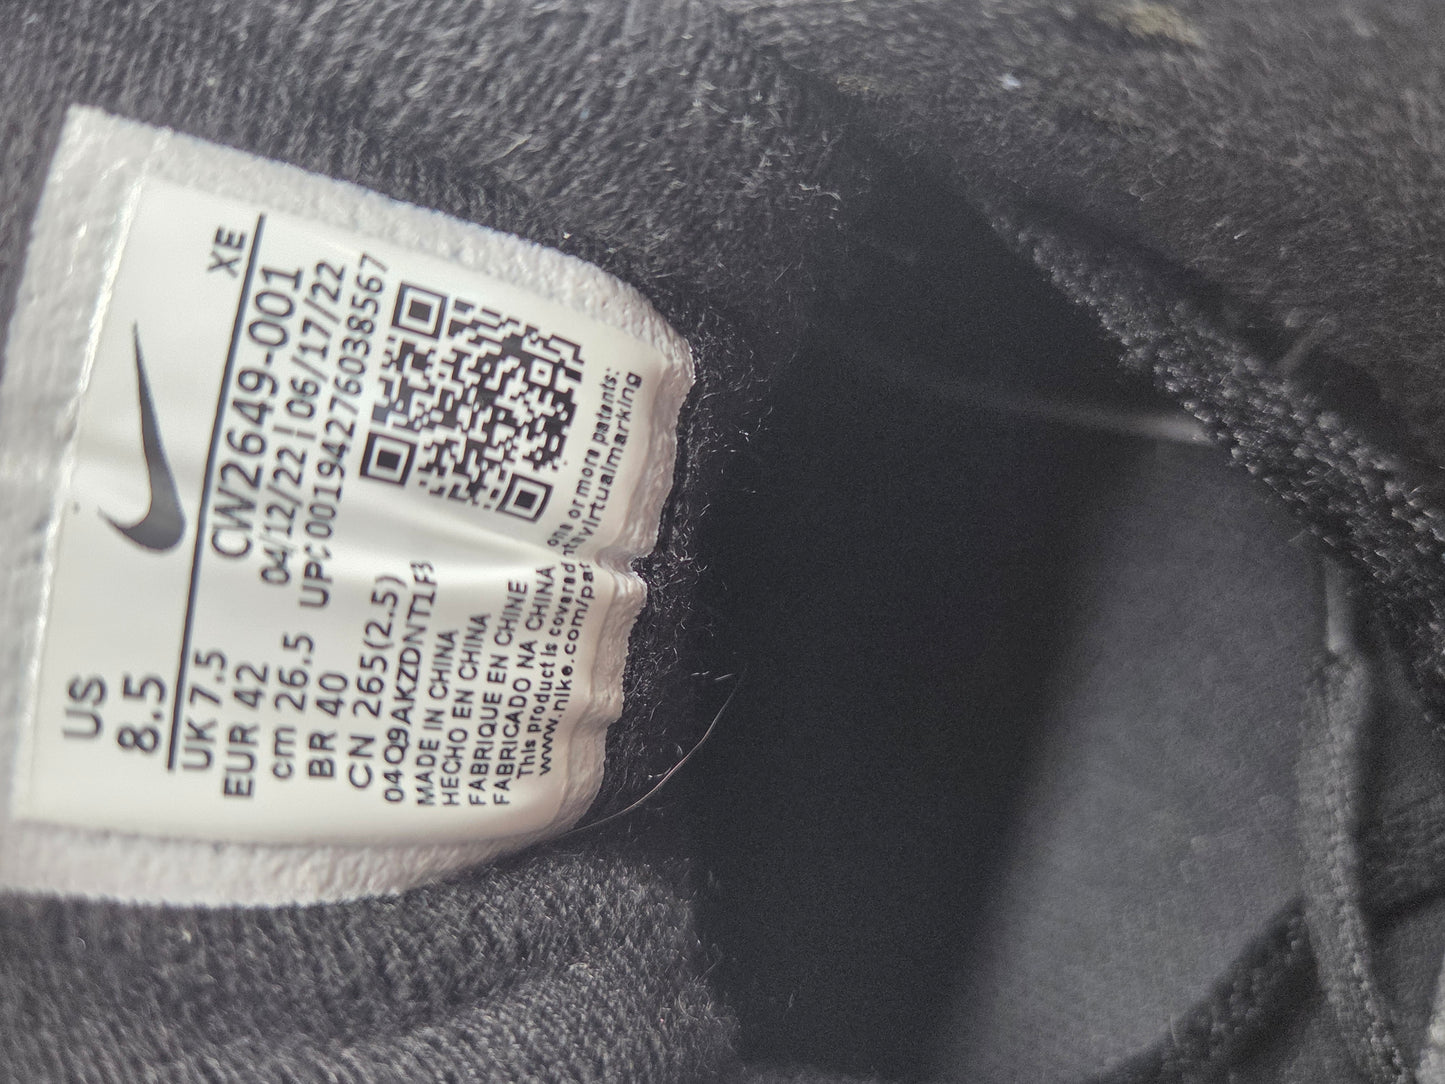 US
8.5
XE
UK 7.5
EUR 42
cm 26.5
BR 40
CN 265(2.5)
CW2649-001
04/12/22 | 06/17/22
UPC:00194276038567
04Q9AKZDNT1F3
MADE IN CHINA
HECHO EN CHINA
FABRIQUE EN CHINE
FABRICADO NA CHINA
This product is covered one or more patents:
www.nike.com/virtualmarking